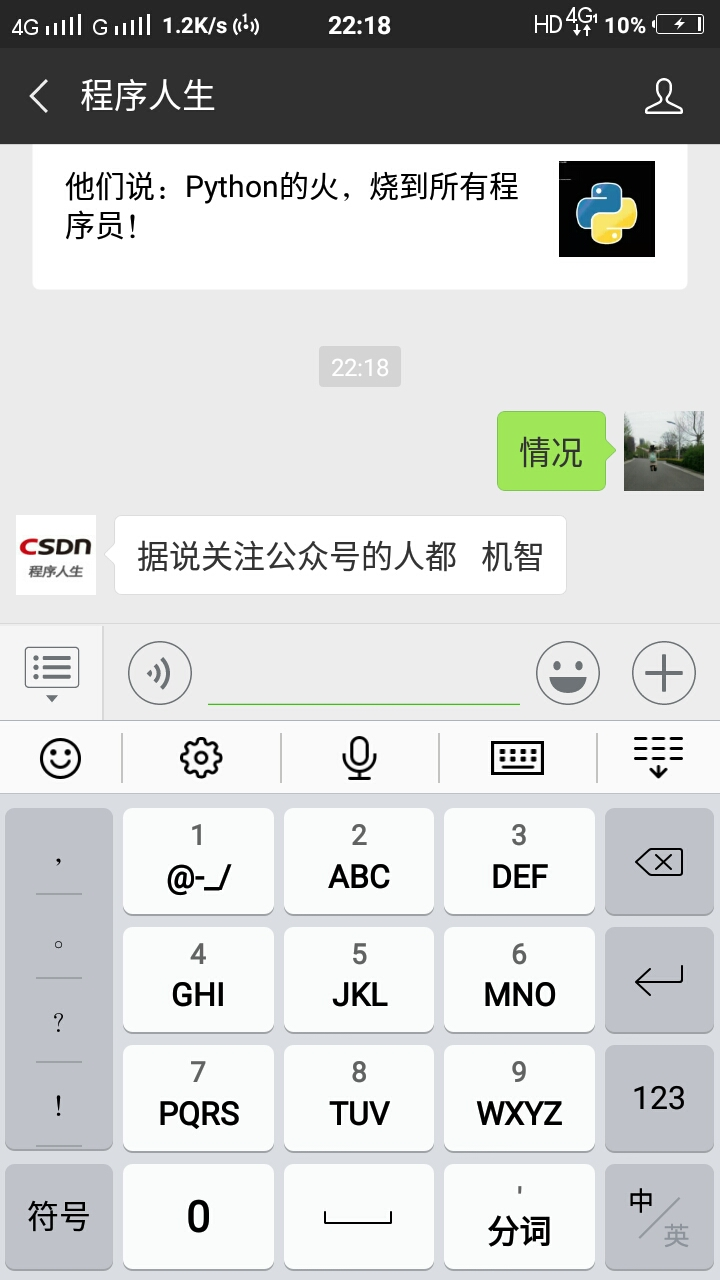 4G G 1.2K/s 22:18 HD 4G 1 10%
程序人生
他们说：Python的火，烧到所有程
序员！
22:18
情况
CSDN
程序人生
据说关注公众号的人都 机智
，
。
？
！
1
@-_/
2
ABC
3
DEF
4
GHI
5
JKL
6
MNO
7
PQRS
8
TUV
9
WXYZ
123
符号
0
'
分词
中/英